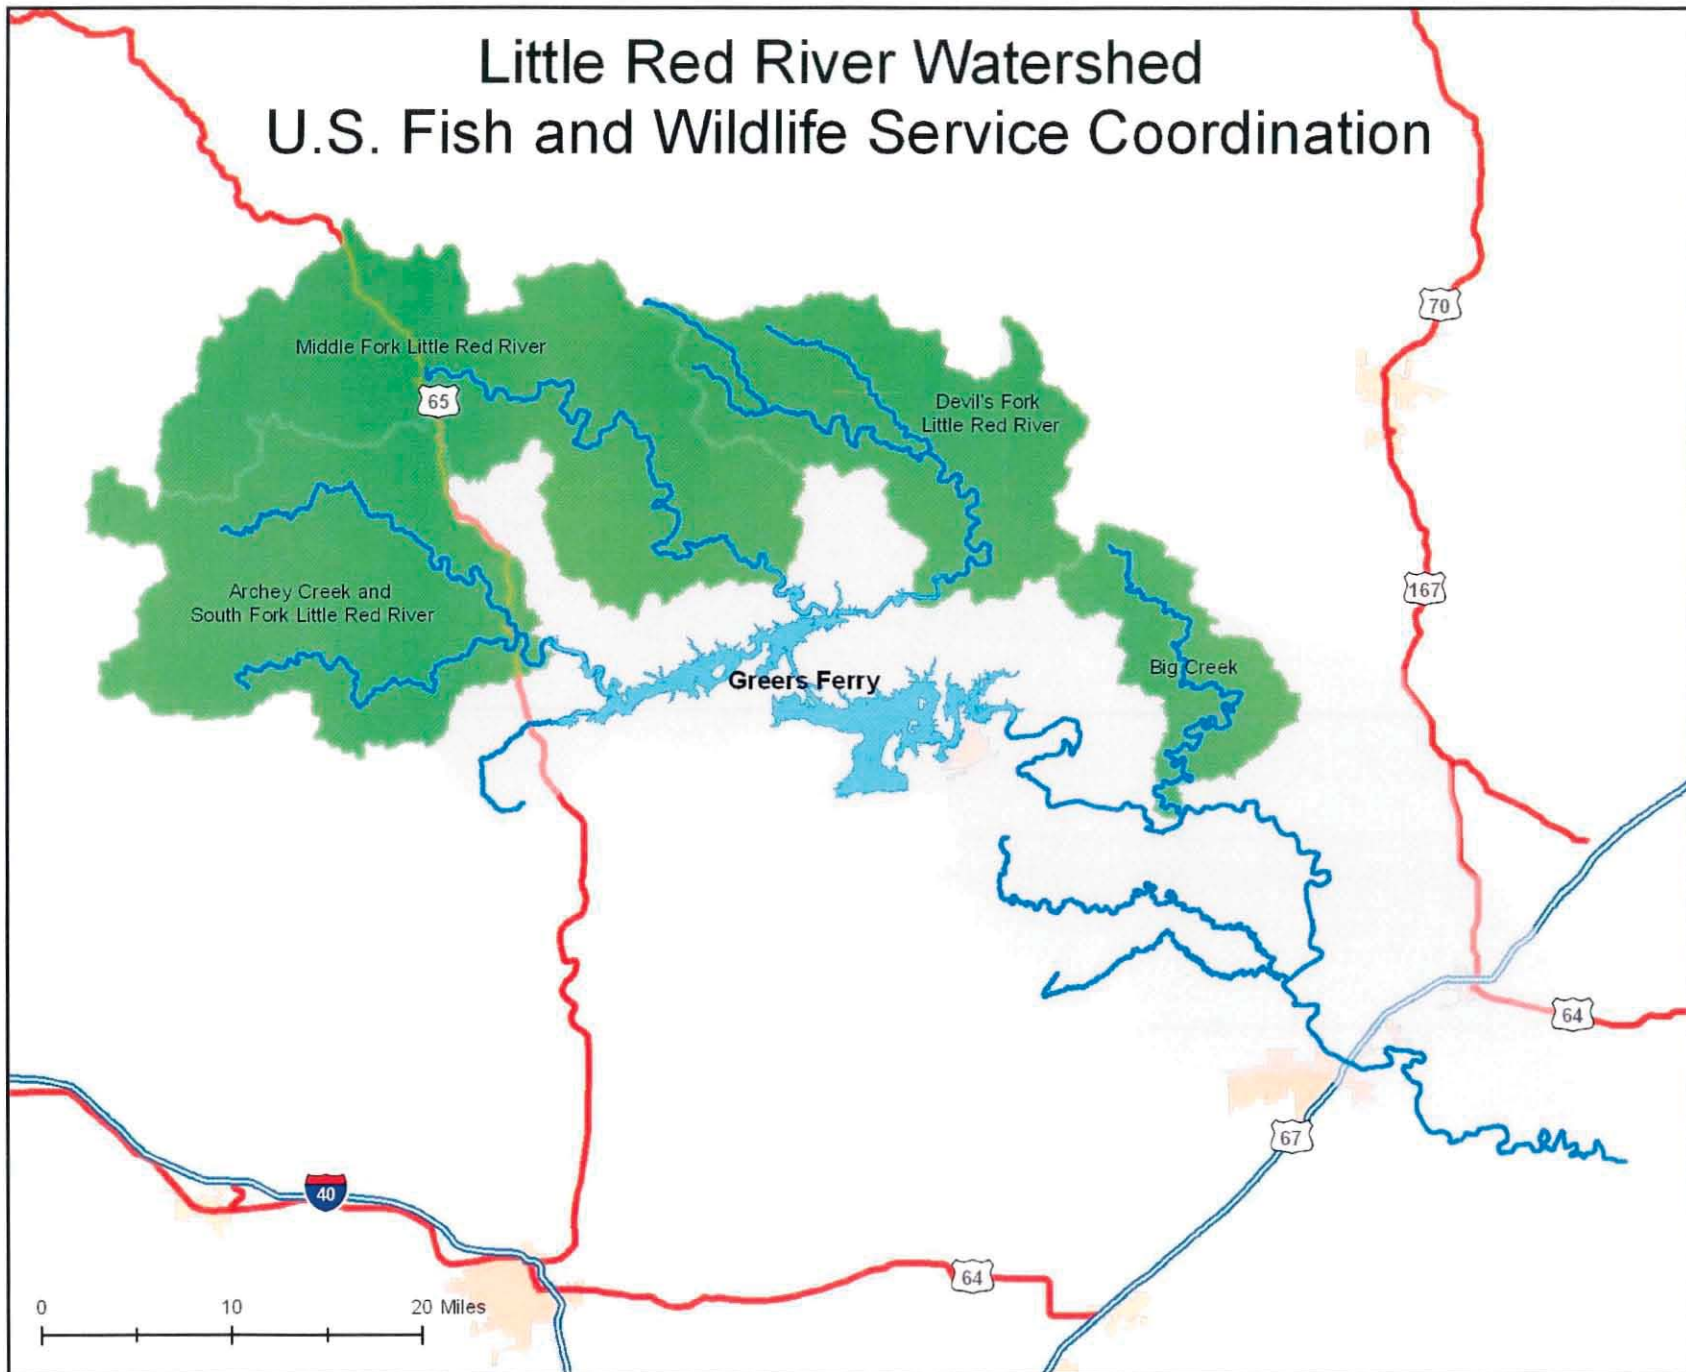 Little Red River Watershed
U.S. Fish and Wildlife Service Coordination
70
Middle Fork Little Red River
65
Devil's Fork
Little Red River
167
Archey Creek and
South Fork Little Red River
Big Creek
Greers Ferry
64
67
40
64
0 10 20 Miles